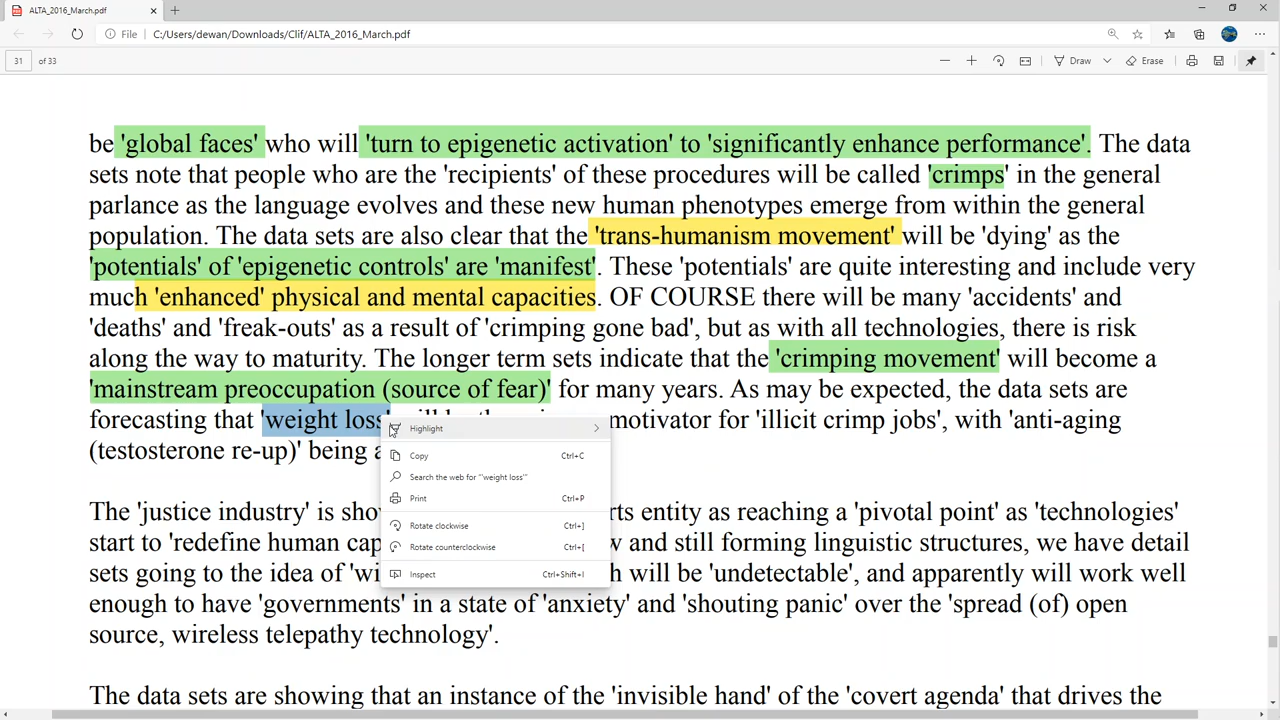 ALTA_2016_March.pdf
File C:/Users/dewan/Downloads/Clif/ALTA_2016_March.pdf
31 of 33 Draw Erase
be 'global faces' who will 'turn to epigenetic activation' to 'significantly enhance performance'. The data
sets note that people who are the 'recipients' of these procedures will be called 'crimps' in the general
parlance as the language evolves and these new human phenotypes emerge from within the general
population. The data sets are also clear that the 'trans-humanism movement' will be 'dying' as the
'potentials' of 'epigenetic controls' are 'manifest'. These 'potentials' are quite interesting and include very
much 'enhanced' physical and mental capacities. OF COURSE there will be many 'accidents' and
'deaths' and 'freak-outs' as a result of 'crimping gone bad', but as with all technologies, there is risk
along the way to maturity. The longer term sets indicate that the 'crimping movement' will become a
'mainstream preoccupation (source of fear)' for many years. As may be expected, the data sets are
forecasting that 'weight loss' motivator for 'illicit crimp jobs', with 'anti-aging
(testosterone re-up)' being
Highlight
Copy Ctrl+C
Search the web for "'weight loss'"
Print Ctrl+P
Rotate clockwise Ctrl+]
Rotate counterclockwise Ctrl+[
Inspect Ctrl+Shift+I
The 'justice industry' is entity as reaching a 'pivotal point' as 'technologies'
start to 'redefine human and still forming linguistic structures, we have detail
sets going to the idea of will be 'undetectable', and apparently will work well
enough to have 'governments' in a state of 'anxiety' and 'shouting panic' over the 'spread (of) open
source, wireless telepathy technology'.
The data sets are showing that an instance of the 'invisible hand' of the 'covert agenda' that drives the